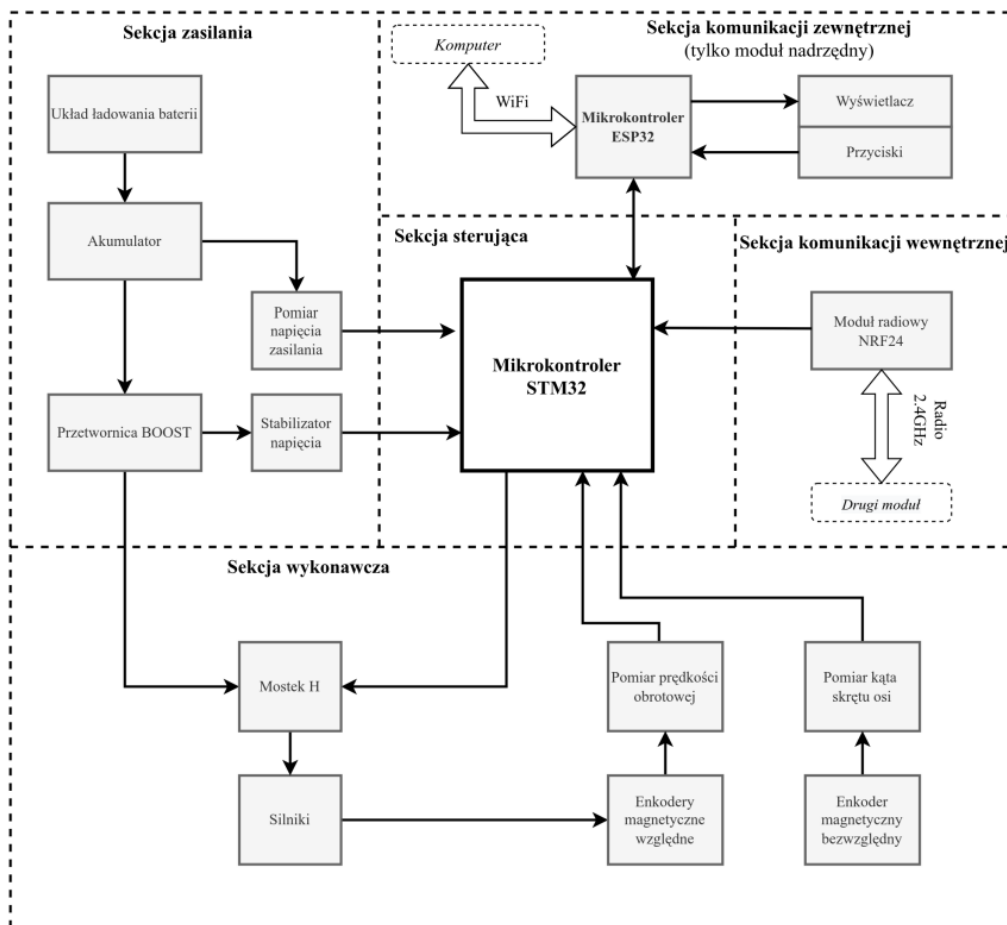 Sekcja zasilania
Układ ładowania baterii
Akumulator
Pomiar
napięcia
zasilania
Przetwornica BOOST
Stabilizator
napięcia
Sekcja komunikacji zewnętrznej
(tylko moduł nadrzędny)
Komputer
WiFi
Mikrokontroler
ESP32
Wyświetlacz
Przyciski
Sekcja sterująca
Mikrokontroler
STM32
Sekcja komunikacji wewnętrznej
Moduł radiowy
NRF24
Radio
2.4GHz
Drugi moduł
Sekcja wykonawcza
Mostek H
Silniki
Pomiar prędkości
obrotowej
Enkodery
magnetyczne
względne
Pomiar kąta
skrętu osi
Enkoder
magnetyczny
bezwzględny